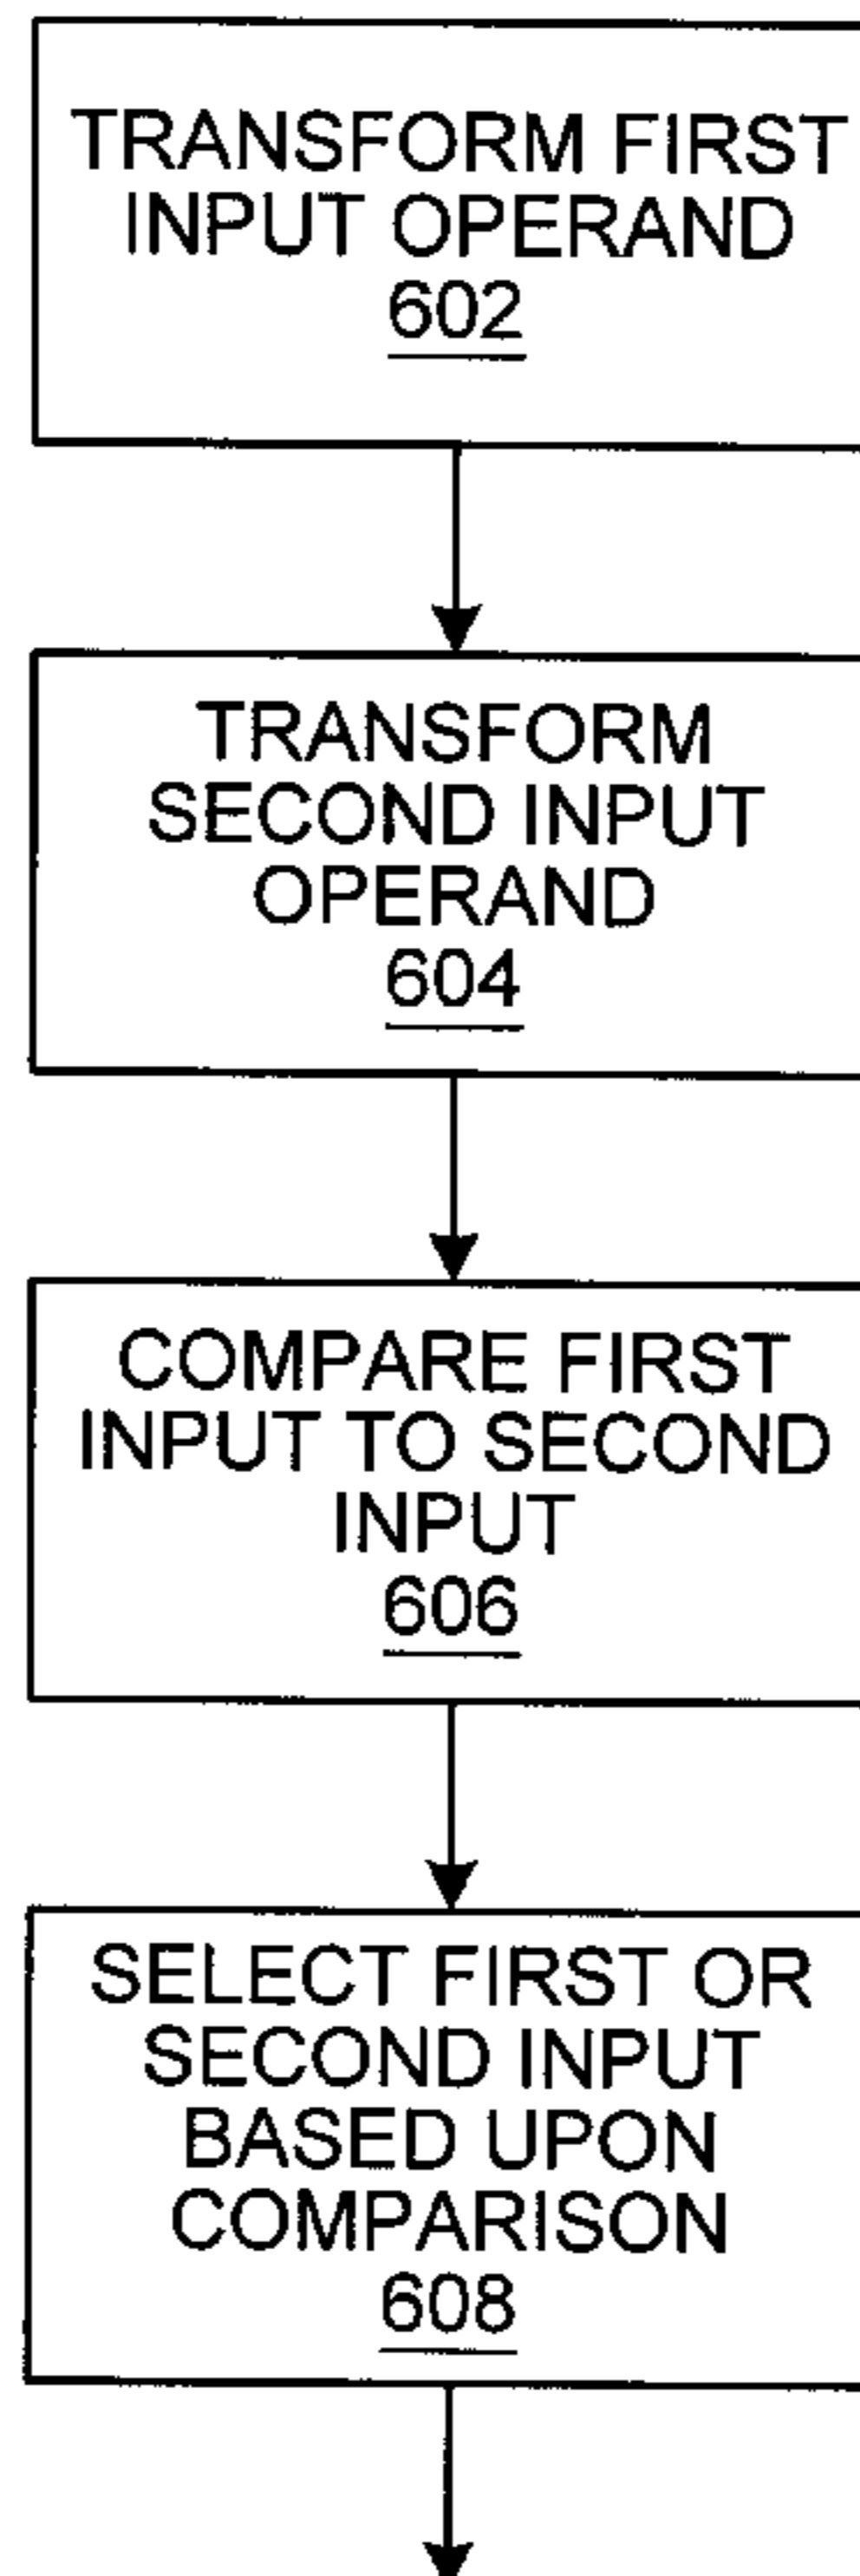 TRANSFORM FIRST
INPUT OPERAND
602
TRANSFORM
SECOND INPUT
OPERAND
604
COMPARE FIRST
INPUT TO SECOND
INPUT
606
SELECT FIRST OR
SECOND INPUT
BASED UPON
COMPARISON
608